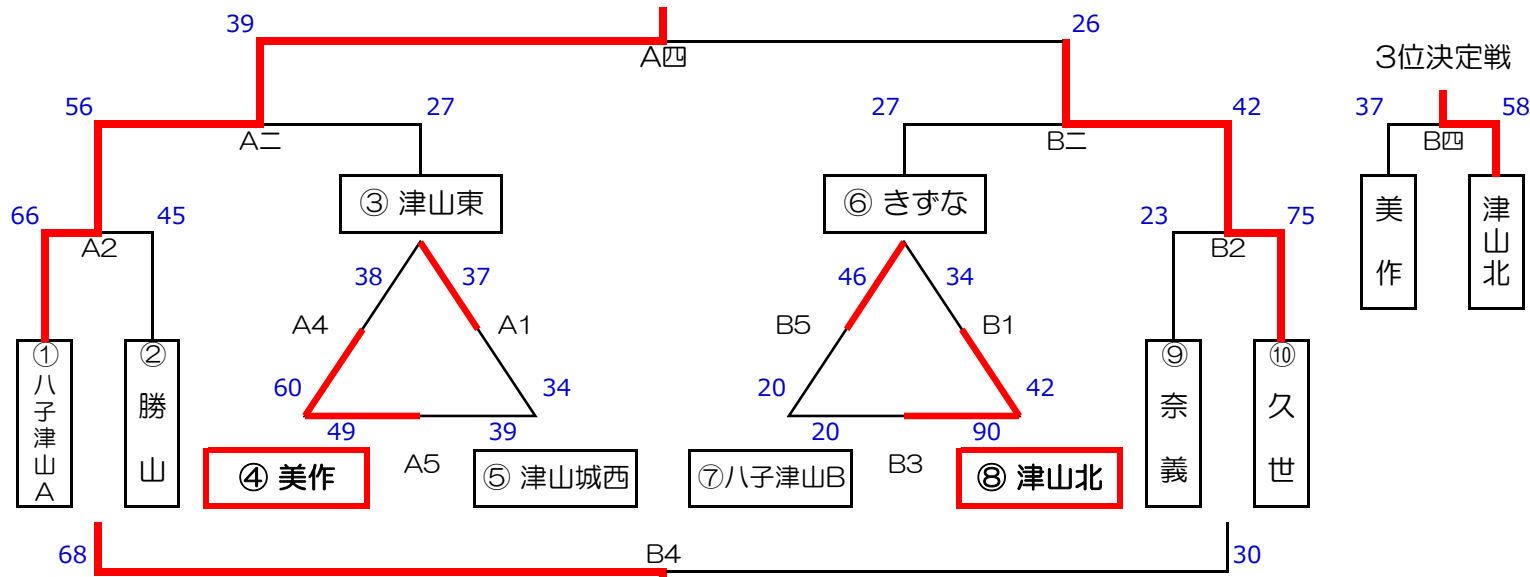 39
26
A四
3位決定戦
56
27
27
42
37
58
A二
B二
B四
③ 津山東
⑥ きずな
美作
津山北
66
45
23
75
A2
B2
38
37
46
34
A4
A1
B5
B1
①八子津山A
②勝山
⑨奈義
⑩久世
60
34
20
42
49
39
20
90
④ 美作
A5
⑤ 津山城西
⑦八子津山B
B3
⑧ 津山北
68
B4
30